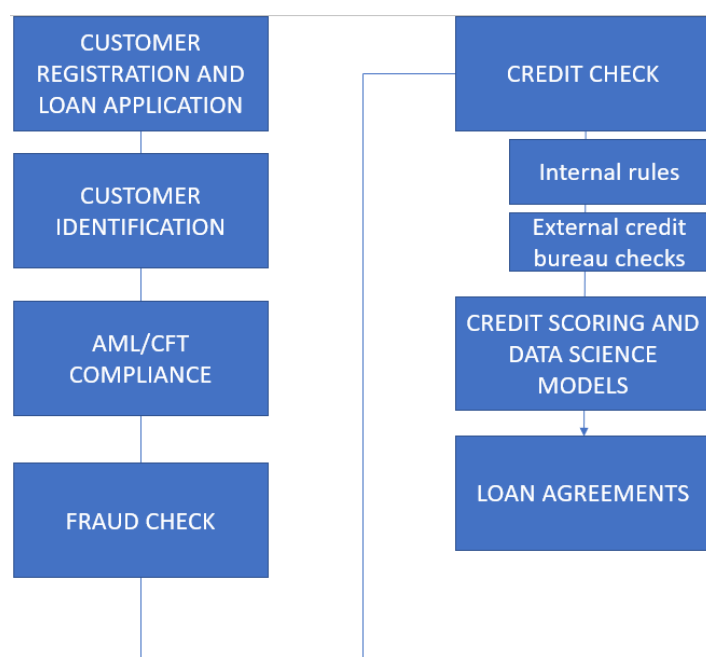 CUSTOMER
REGISTRATION AND
LOAN APPLICATION
CUSTOMER
IDENTIFICATION
AML/CFT
COMPLIANCE
FRAUD CHECK
CREDIT CHECK
Internal rules
External credit
bureau checks
CREDIT SCORING AND
DATA SCIENCE
MODELS
LOAN AGREEMENTS